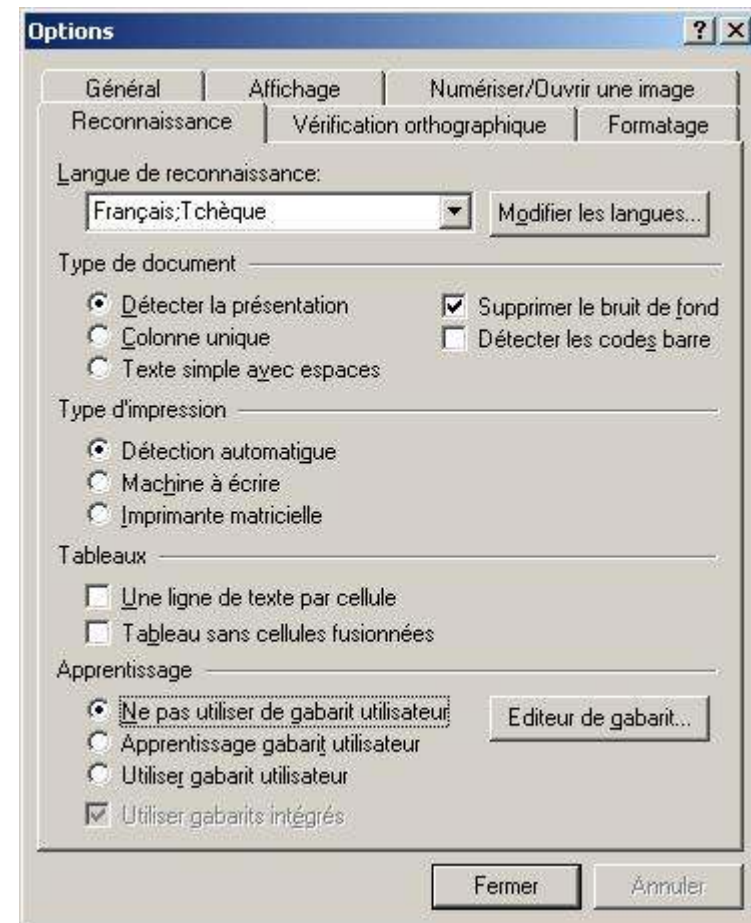 Options
Général Affichage Numériser/Ouvrir une image
Reconnaissance Vérification orthographique Formatage
Langue de reconnaissance:
Français;Tchèque Modifier les langues...
Type de document
Détecter la présentation Supprimer le bruit de fond
Colonne unique Détecter les codes barre
Texte simple avec espaces
Type d'impression
Détection automatique
Machine à écrire
Imprimante matricielle
Tableaux
Une ligne de texte par cellule
Tableau sans cellules fusionnées
Apprentissage
Ne pas utiliser de gabarit utilisateur Editeur de gabarit...
Apprentissage gabarit utilisateur
Utiliser gabarit utilisateur
Utiliser gabarits intégrés
Fermer Annuler